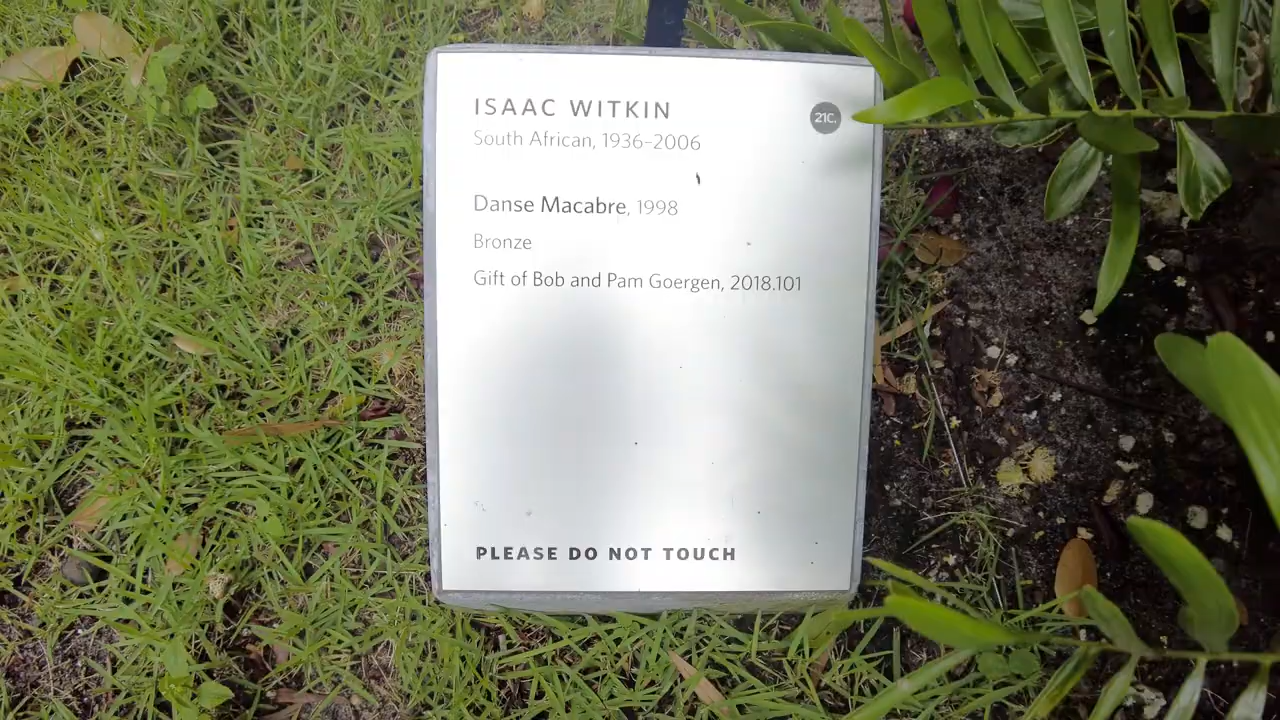 ISAAC WITKIN
21C.
South African, 1936–2006
Danse Macabre, 1998
Bronze
Gift of Bob and Pam Goergen, 2018.101
PLEASE DO NOT TOUCH